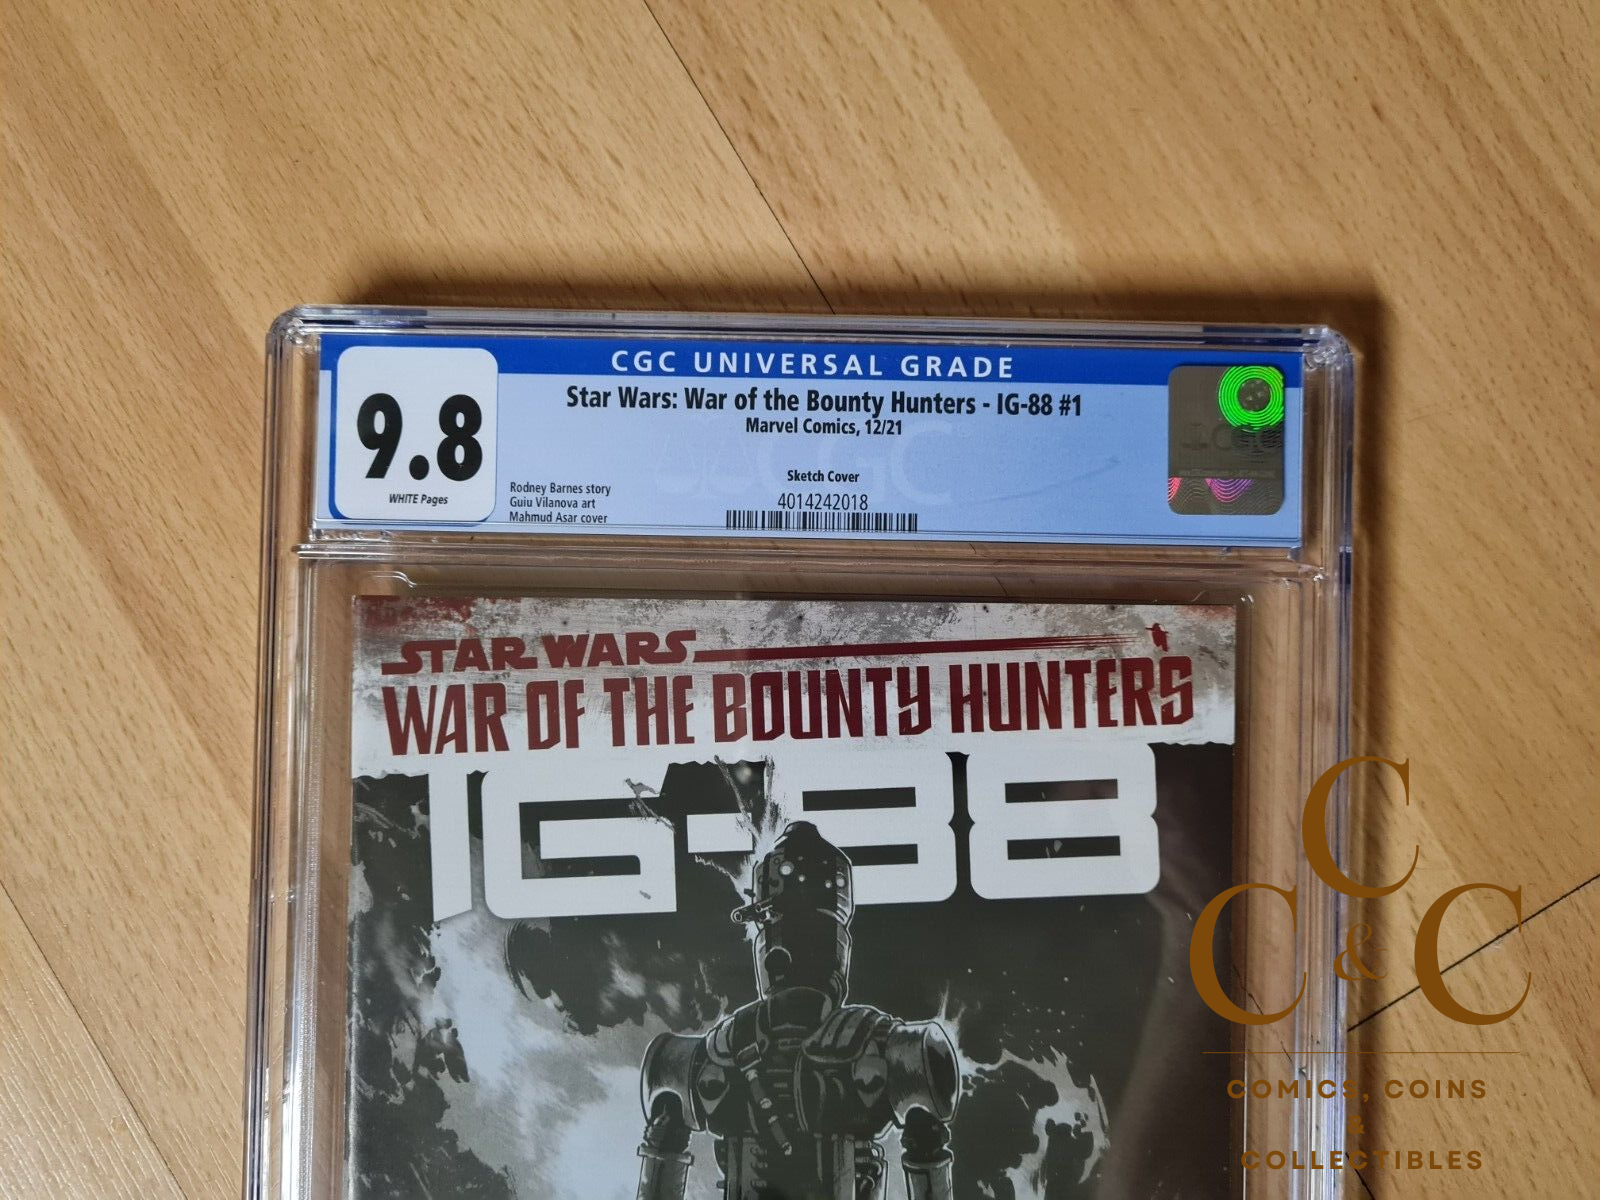 CGC UNIVERSAL GRADE
9.8
WHITE Pages
Star Wars: War of the Bounty Hunters - IG-88 #1
Marvel Comics, 12/21
Sketch Cover
Rodney Barnes story
Guiu Vilanova art
Mahmud Asar cover
4014242018
CGC
STAR WARS
WAR OF THE BOUNTY HUNTERS
IG-88
C
C & C
COMICS, COINS
&
COLLECTIBLES